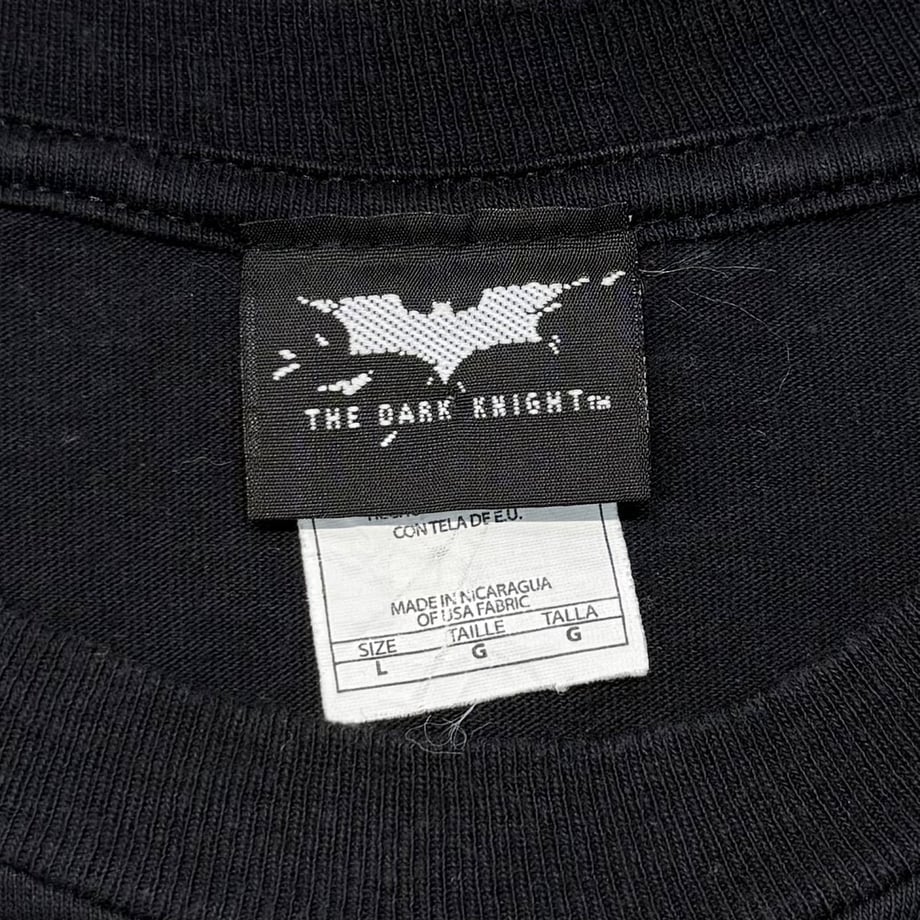 THE DARK KNIGHT™
CON TELA DE E.U.
MADE IN NICARAGUA
OF USA FABRIC
SIZE TAILLE TALLA
L G G